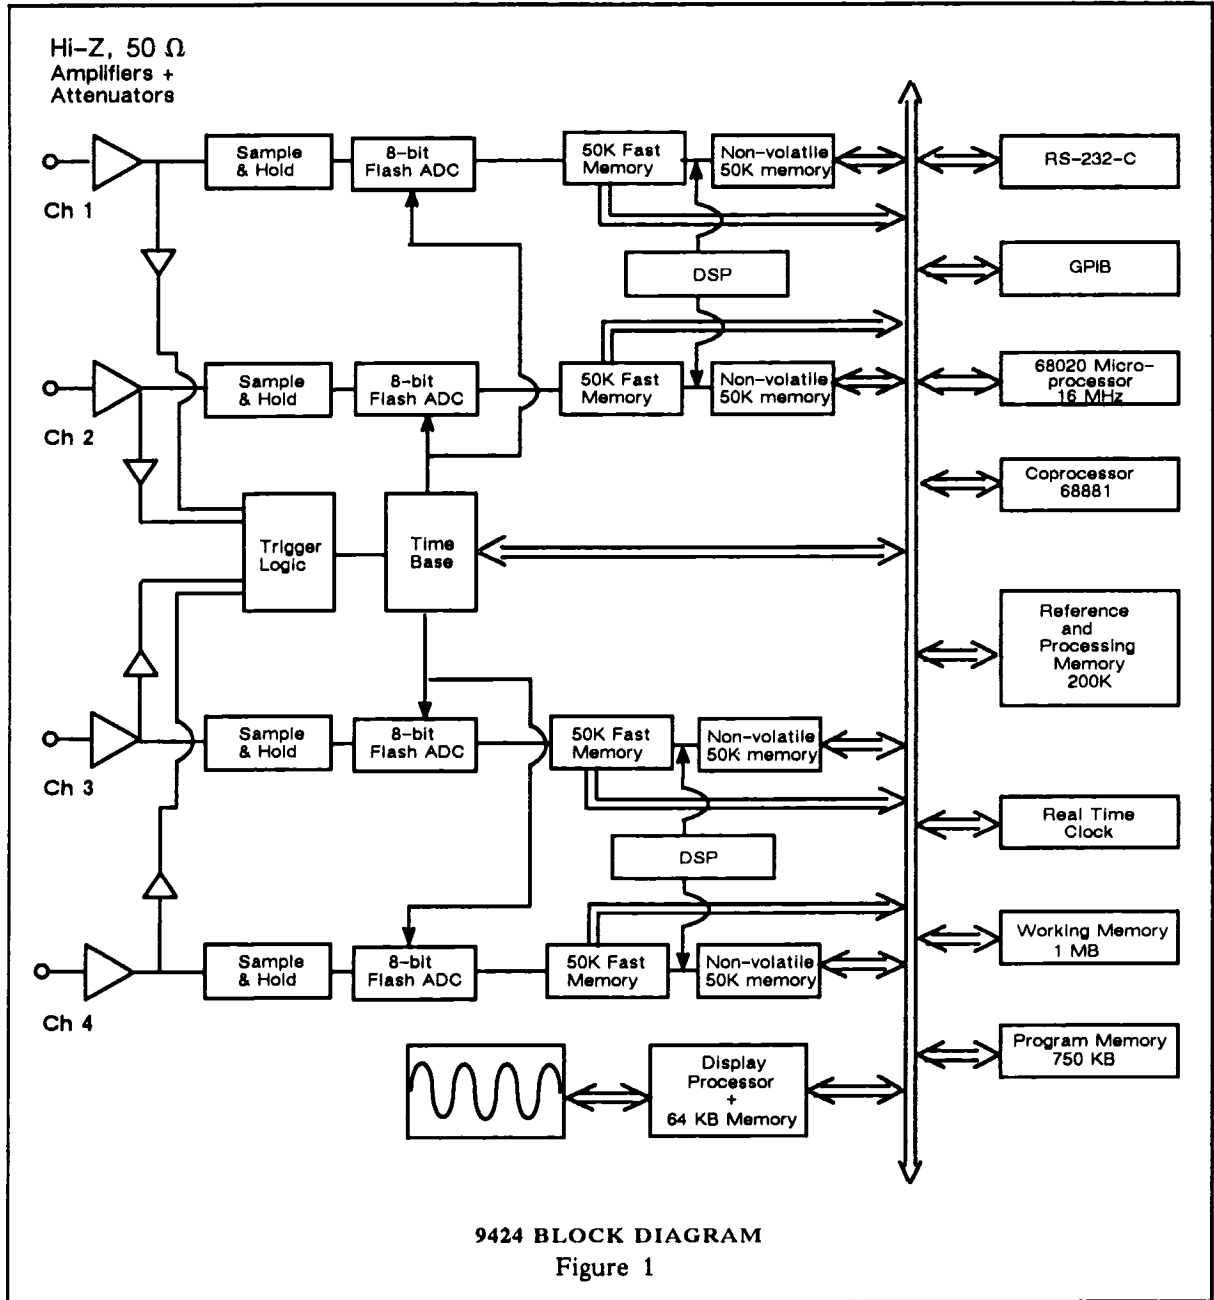 Hi-Z, 50 Ω
Amplifiers +
Attenuators
Ch 1
Sample
& Hold
8-bit
Flash ADC
50K Fast
Memory
Non-volatile
50K memory
RS-232-C
DSP
GPIB
Ch 2
Sample
& Hold
8-bit
Flash ADC
50K Fast
Memory
Non-volatile
50K memory
68020 Micro-
processor
16 MHz
Coprocessor
68881
Trigger
Logic
Time
Base
Reference
and
Processing
Memory
200K
Ch 3
Sample
& Hold
8-bit
Flash ADC
50K Fast
Memory
Non-volatile
50K memory
Real Time
Clock
DSP
Ch 4
Sample
& Hold
8-bit
Flash ADC
50K Fast
Memory
Non-volatile
50K memory
Working Memory
1 MB
Program Memory
750 KB
Display
Processor
+
64 KB Memory
9424 BLOCK DIAGRAM
Figure 1